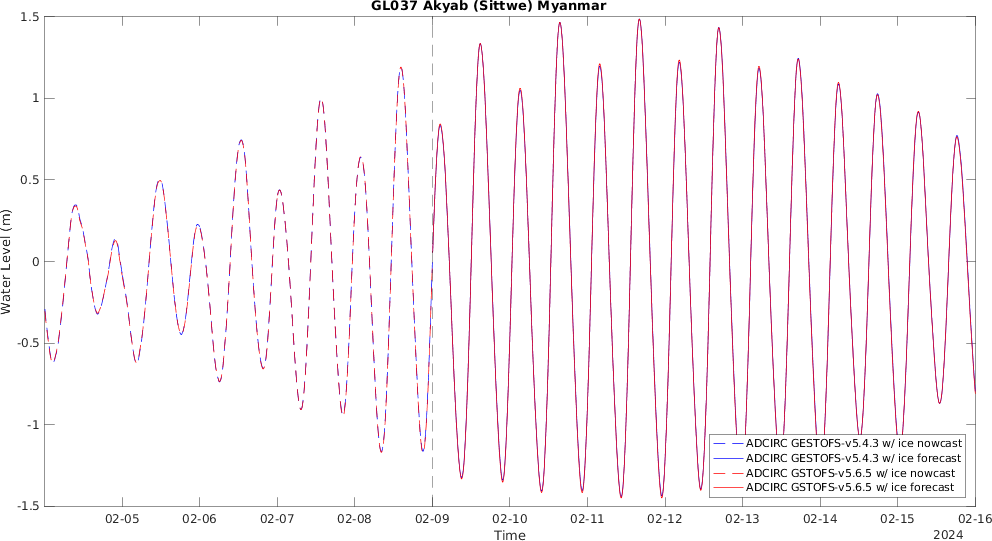 GL037 Akyab (Sittwe) Myanmar
Water Level (m)
1.5
1
0.5
0
-0.5
-1
-1.5
ADCIRC GESTOFS-v5.4.3 w/ ice nowcast
ADCIRC GESTOFS-v5.4.3 w/ ice forecast
ADCIRC GSTOFS-v5.6.5 w/ ice nowcast
ADCIRC GSTOFS-v5.6.5 w/ ice forecast
02-05 02-06 02-07 02-08 02-09 02-10 02-11 02-12 02-13 02-14 02-15 02-16
Time
2024